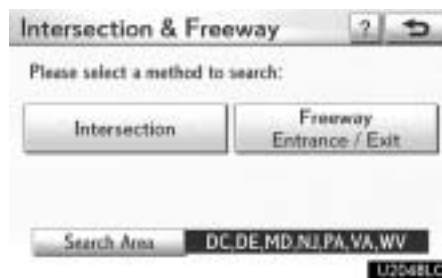 Intersection & Freeway ?
Please select a method to search:
Intersection
Freeway
Entrance / Exit
Search Area DC,DE,MD,NJ,PA,VA,WV
U2048LC